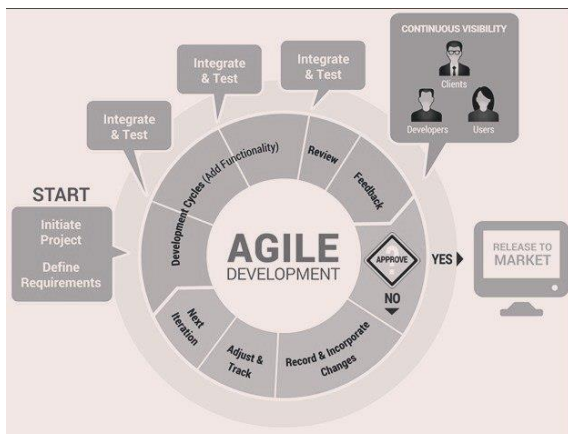 CONTINUOUS VISIBILITY
Clients
Developers
Users
Integrate
& Test
Integrate
& Test
Integrate
& Test
START
Initiate
Project
Define
Requirements
Development Cycles (Add Functionality)
Review
Feedback
AGILE
DEVELOPMENT
APPROVE
YES
NO
RELEASE TO
MARKET
Record & Incorporate
Changes
Adjust &
Track
Next
Iteration